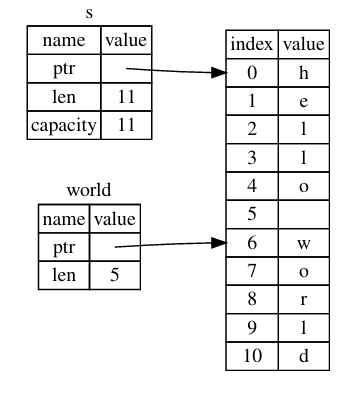 s
name value
ptr
len 11
capacity 11
world
name value
ptr
len 5
index value
0 h
1 e
2 l
3 l
4 o
5
6 w
7 o
8 r
9 l
10 d